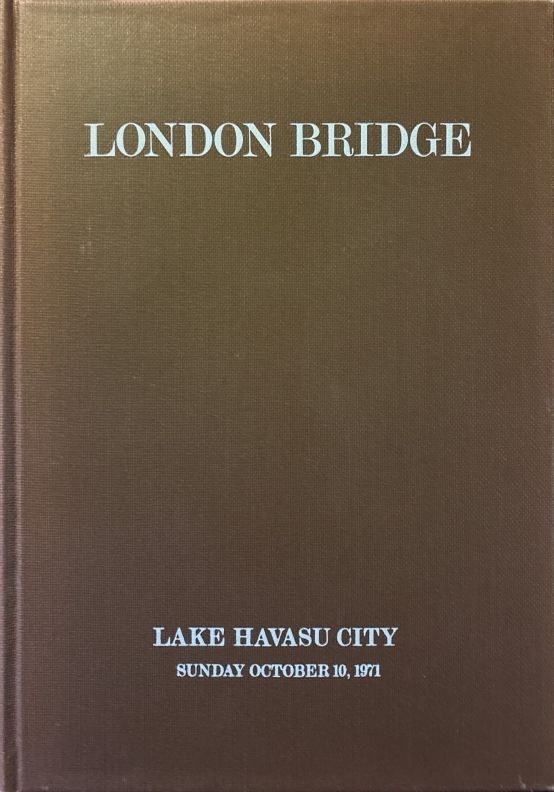 LONDON BRIDGE
LAKE HAVASU CITY
SUNDAY OCTOBER 10, 1971